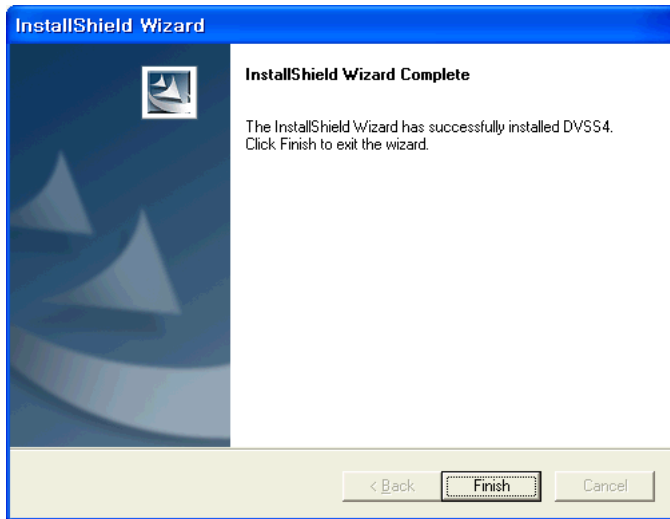 InstallShield Wizard
InstallShield Wizard Complete
The InstallShield Wizard has successfully installed DVSS4.
Click Finish to exit the wizard.
< Back
Finish
Cancel